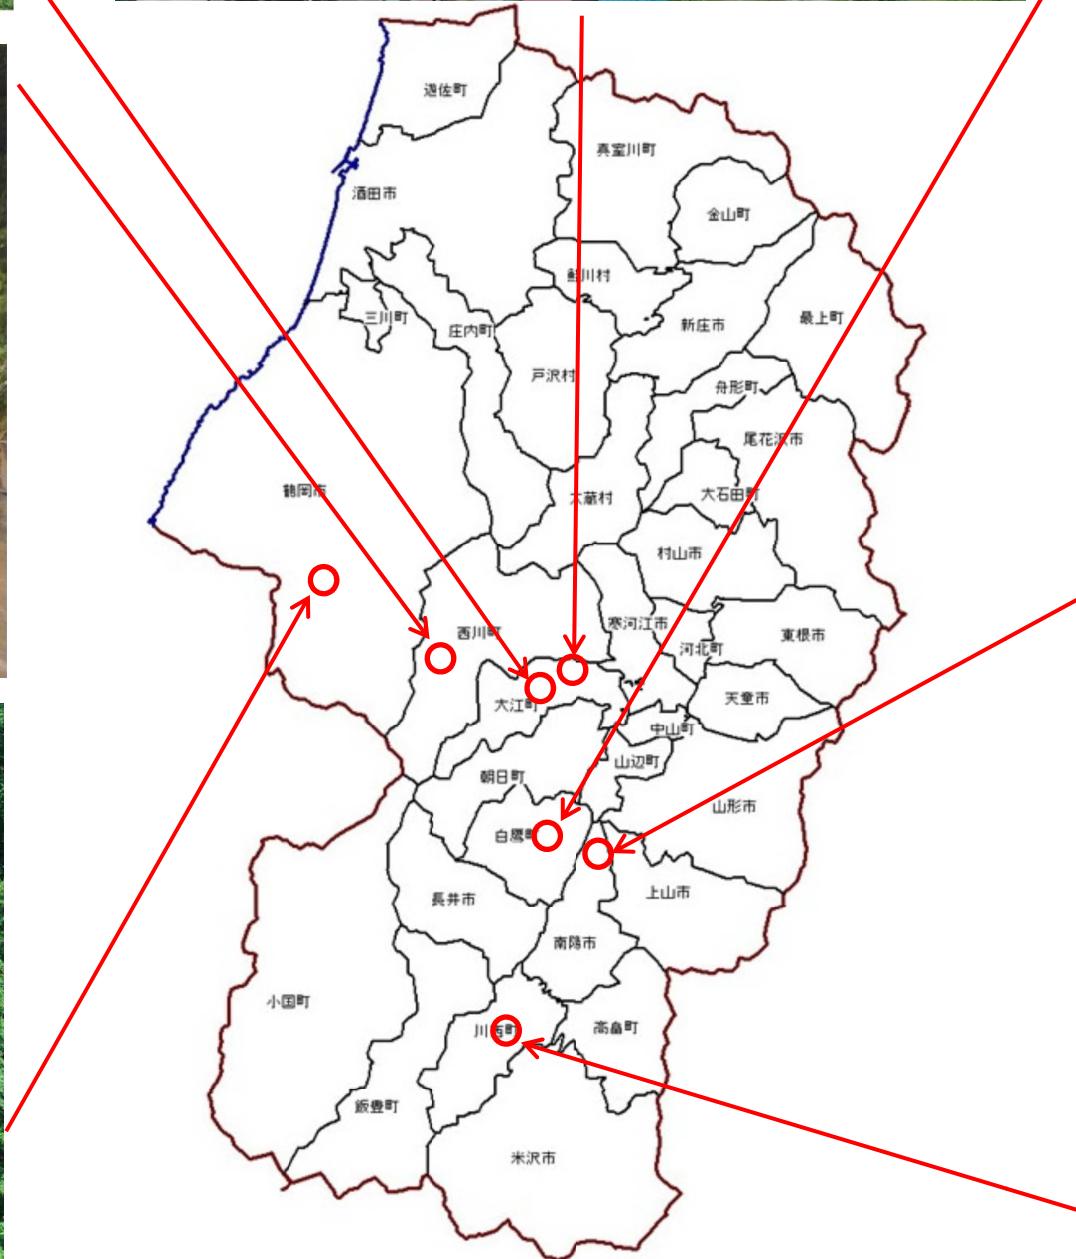 遊佐町
真室川町
酒田市
金山町
鮭川村
三川町
庄内町
新庄市
最上町
戸沢村
舟形町
尾花沢市
鶴岡市
大蔵村
大石田町
村山市
西川町
寒河江市
河北町
東根市
大江町
天童市
中山町
山辺町
朝日町
山形市
白鷹町
長井市
上山市
南陽市
小国町
川西町
高畠町
飯豊町
米沢市